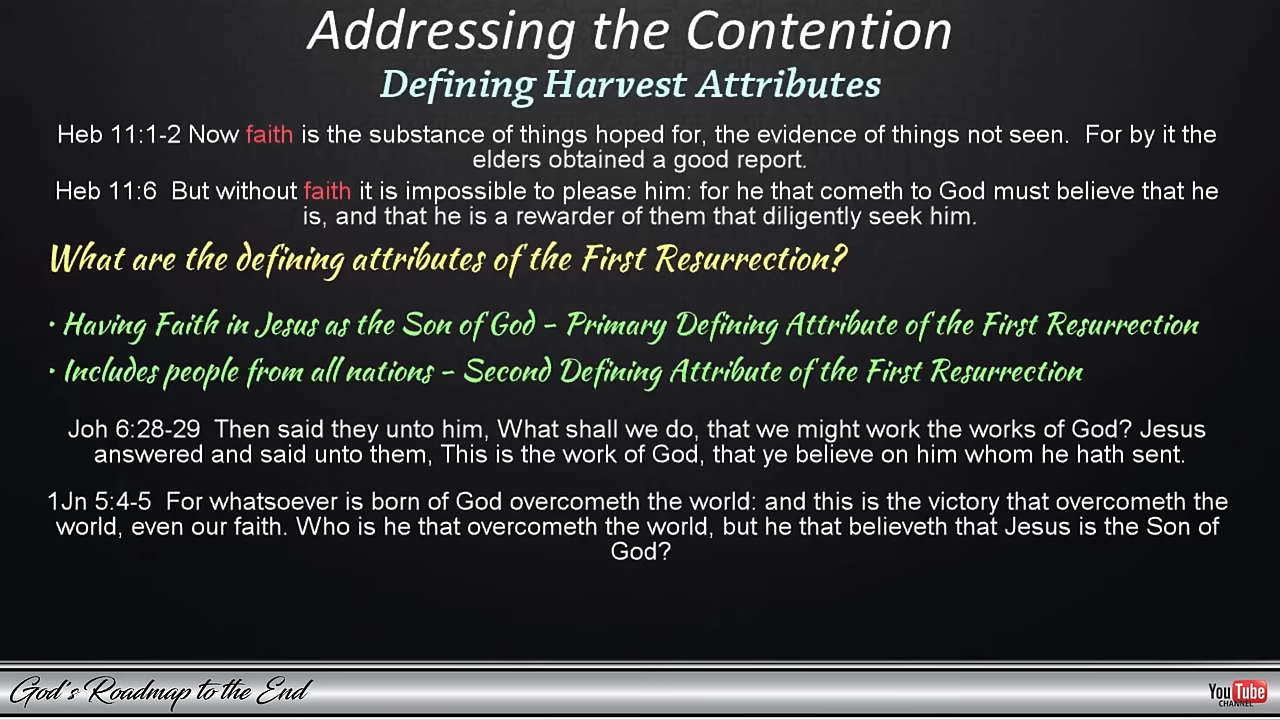 Addressing the Contention
Defining Harvest Attributes
Heb 11:1-2 Now faith is the substance of things hoped for, the evidence of things not seen.  For by it the
elders obtained a good report.
Heb 11:6  But without faith it is impossible to please him: for he that cometh to God must believe that he
is, and that he is a rewarder of them that diligently seek him.
What are the defining attributes of the First Resurrection?
• Having Faith in Jesus as the Son of God – Primary Defining Attribute of the First Resurrection
• Includes people from all nations – Second Defining Attribute of the First Resurrection
Joh 6:28-29  Then said they unto him, What shall we do, that we might work the works of God? Jesus
answered and said unto them, This is the work of God, that ye believe on him whom he hath sent.
1Jn 5:4-5  For whatsoever is born of God overcometh the world: and this is the victory that overcometh the
world, even our faith. Who is he that overcometh the world, but he that believeth that Jesus is the Son of
God?
God's Roadmap to the End
YouTube
CHANNEL